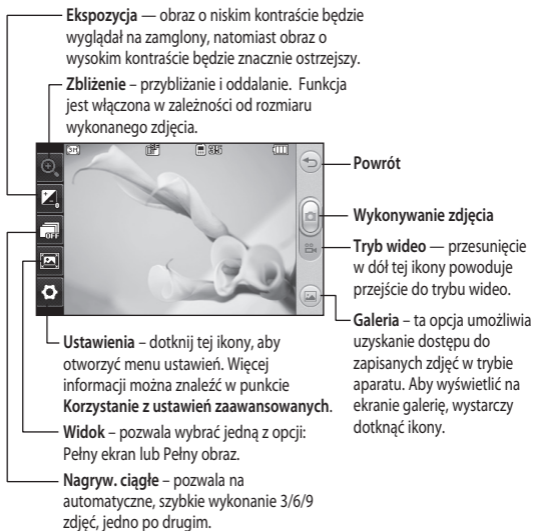 Ekspozycja — obraz o niskim kontraście będzie
wyglądał na zamglony, natomiast obraz o
wysokim kontraście będzie znacznie ostrzejszy.
Zbliżenie – przybliżanie i oddalanie. Funkcja
jest włączona w zależności od rozmiaru
wykonanego zdjęcia.
3M
OFF
Powrót
Wykonywanie zdjęcia
Tryb wideo — przesunięcie
w dół tej ikony powoduje
przejście do trybu wideo.
Galeria – ta opcja umożliwia
uzyskanie dostępu do
zapisanych zdjęć w trybie
aparatu. Aby wyświetlić na
ekranie galerię, wystarczy
dotknąć ikony.
Ustawienia – dotknij tej ikony, aby
otworzyć menu ustawień. Więcej
informacji można znaleźć w punkcie
Korzystanie z ustawień zaawansowanych.
Widok – pozwala wybrać jedną z opcji:
Pełny ekran lub Pełny obraz.
Nagryw. ciągłe – pozwala na
automatyczne, szybkie wykonanie 3/6/9
zdjęć, jedno po drugim.